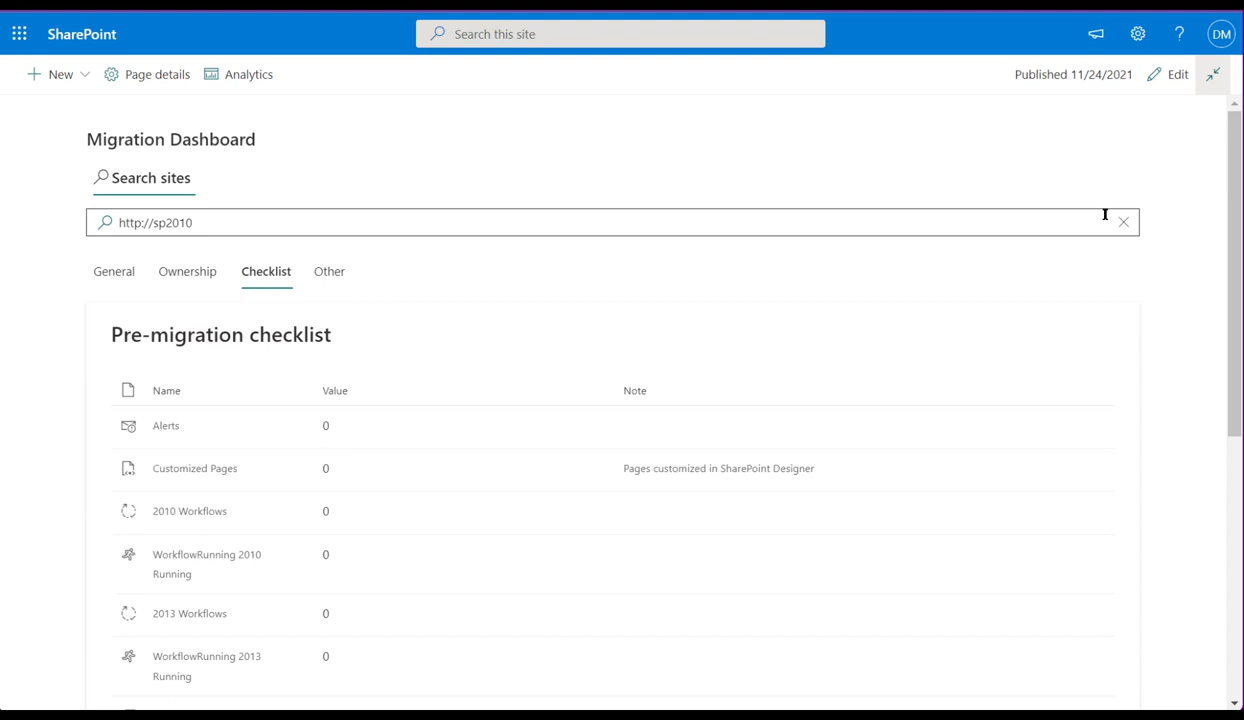 SharePoint
Search this site
?
DM
New
Page details
Analytics
Published 11/24/2021
Edit
Migration Dashboard
Search sites
http://sp2010
General Ownership Checklist Other
Pre-migration checklist
Name Value Note
Alerts 0
Customized Pages 0 Pages customized in SharePoint Designer
2010 Workflows 0
WorkflowRunning 2010 0
Running
2013 Workflows 0
WorkflowRunning 2013 0
Running